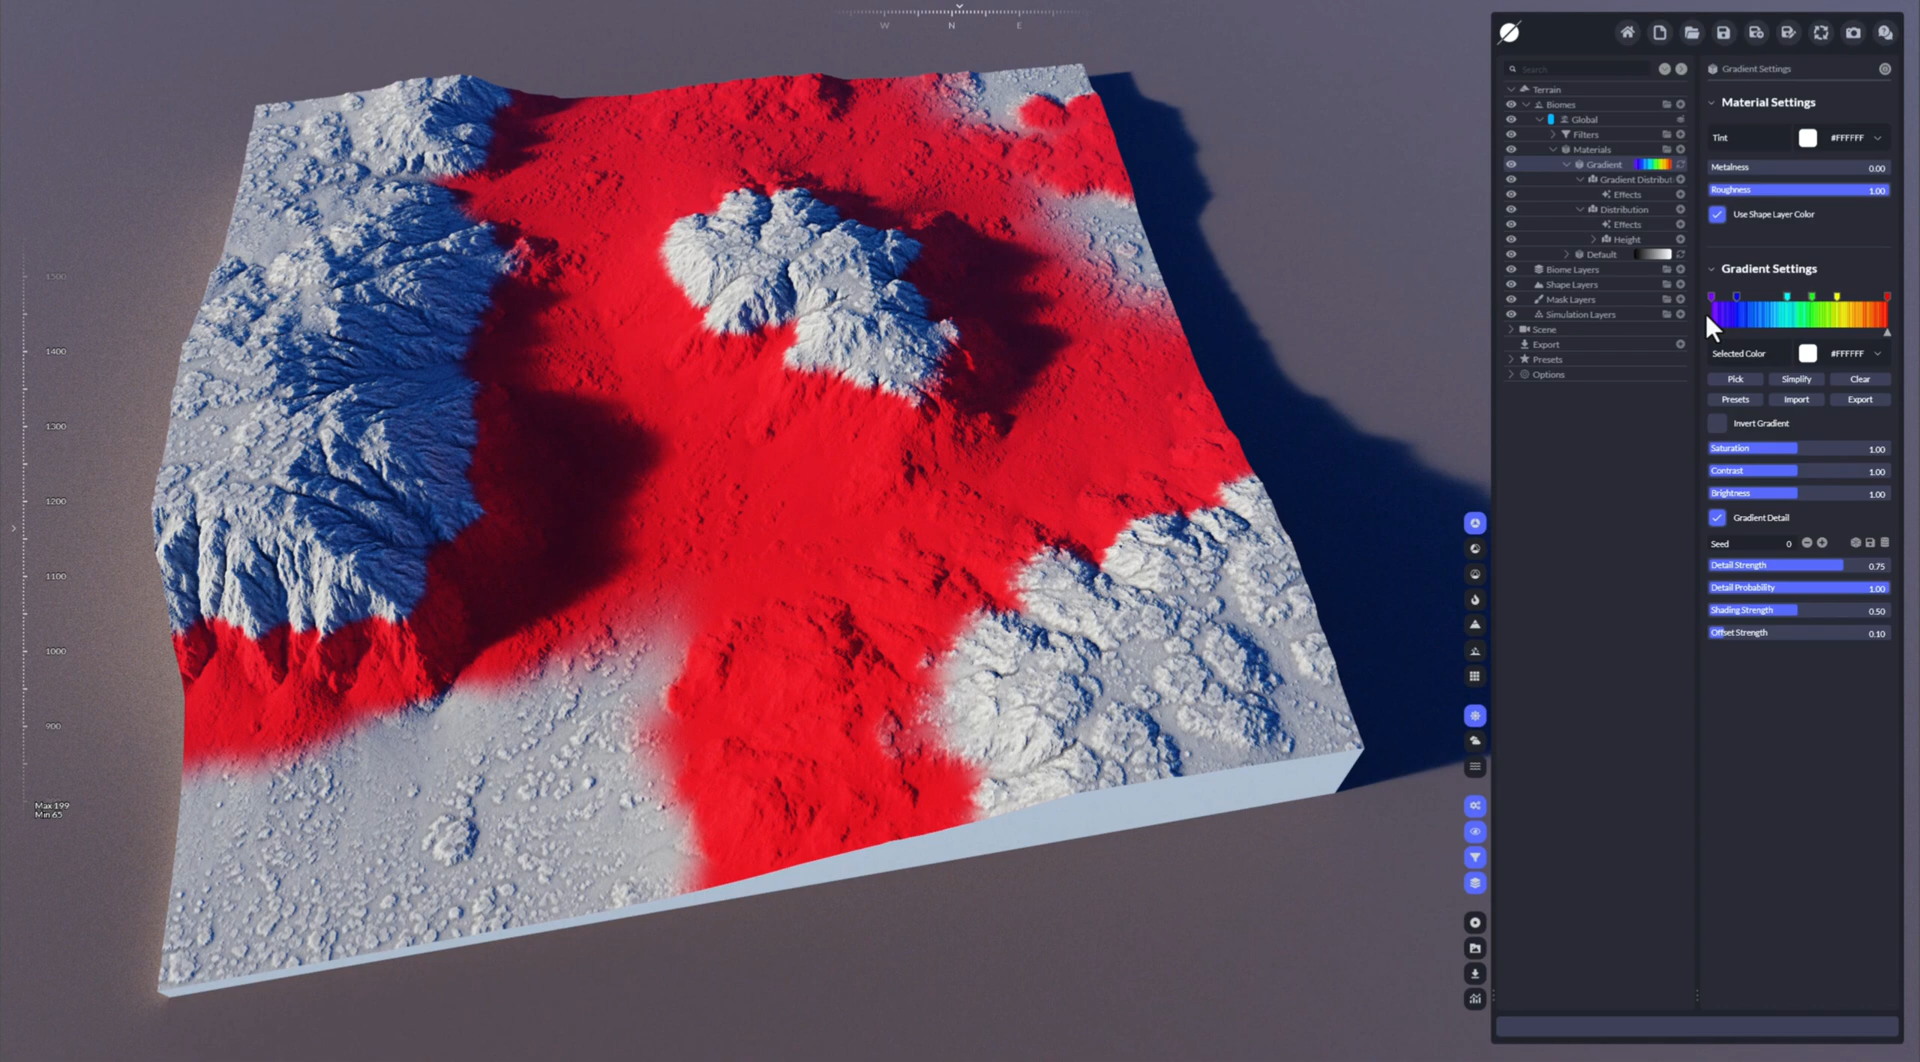 W N E
Search
Terrain
Biomes
Global
Filters
Materials
Gradient
Gradient Distribut
Effects
Distribution
Effects
Height
Default
Biome Layers
Shape Layers
Mask Layers
Simulation Layers
Scene
Export
Presets
Options
Gradient Settings
Material Settings
Tint #FFFFFF
Metalness 0.00
Roughness 1.00
Use Shape Layer Color
Gradient Settings
Selected Color #FFFFFF
Pick Simplify Clear
Presets Import Export
Invert Gradient
Saturation 1.00
Contrast 1.00
Brightness 1.00
Gradient Detail
Seed 0
Detail Strength 0.75
Detail Probability 1.00
Shading Strength 0.50
Offset Strength 0.10
1400
1300
1200
1100
1000
900
Max 199
Min 65